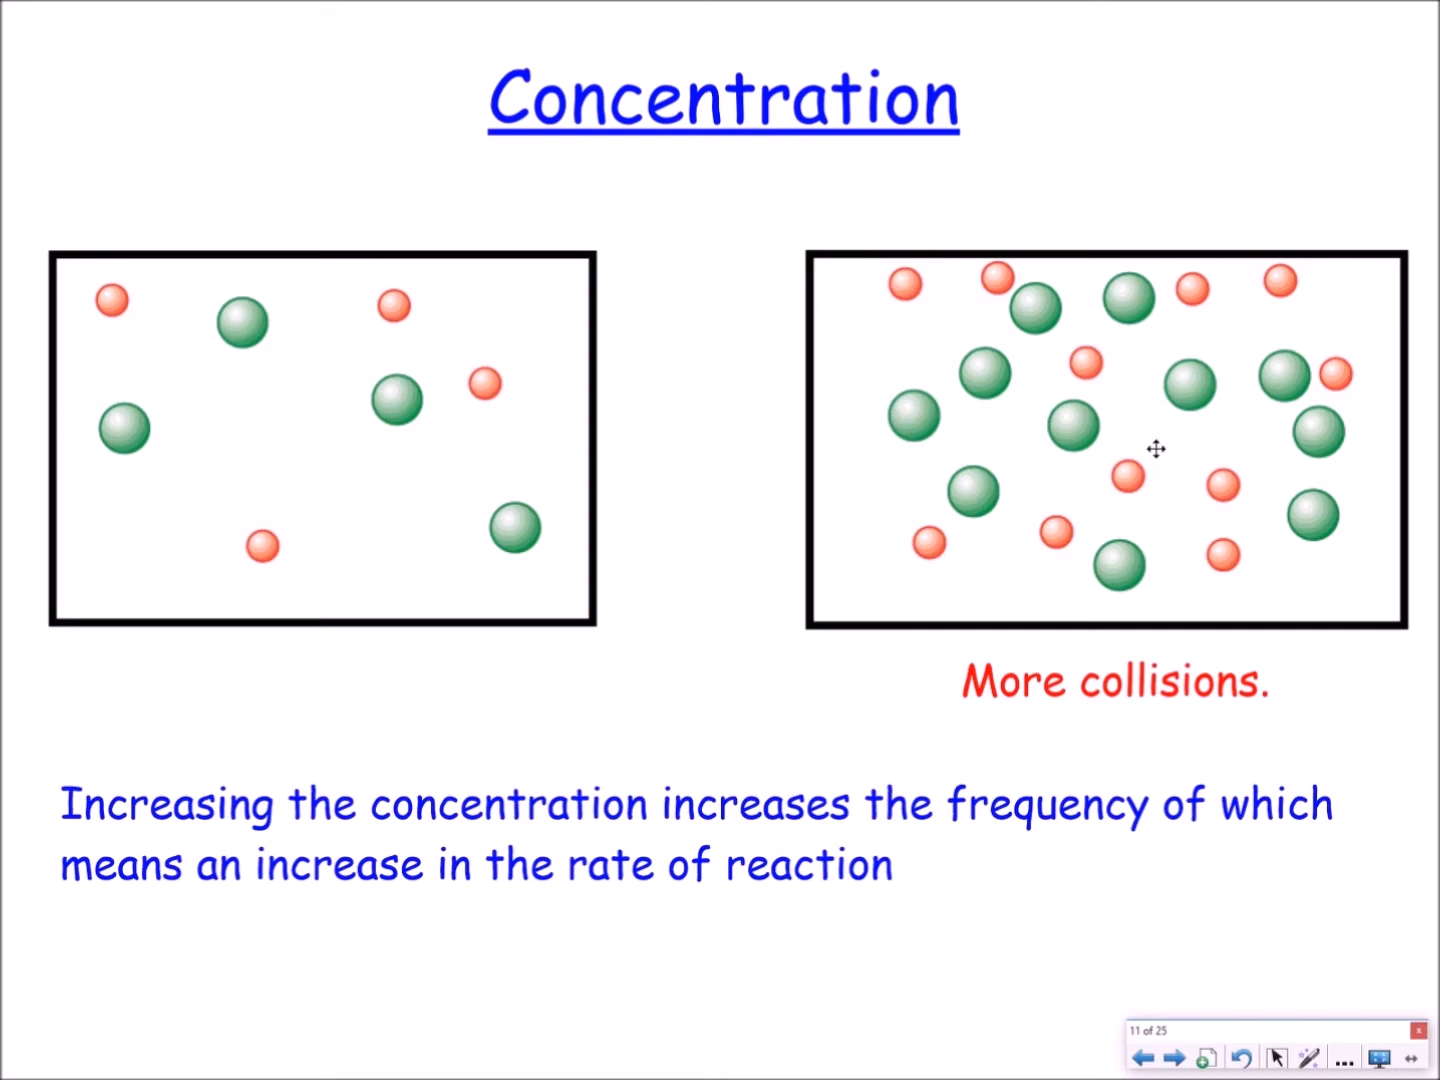 Concentration
More collisions.
Increasing the concentration increases the frequency of which
means an increase in the rate of reaction
11 of 25
x
...